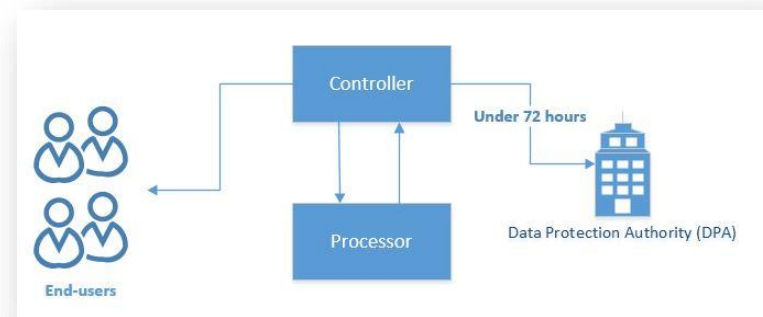 Controller
Under 72 hours
Processor
Data Protection Authority (DPA)
End-users